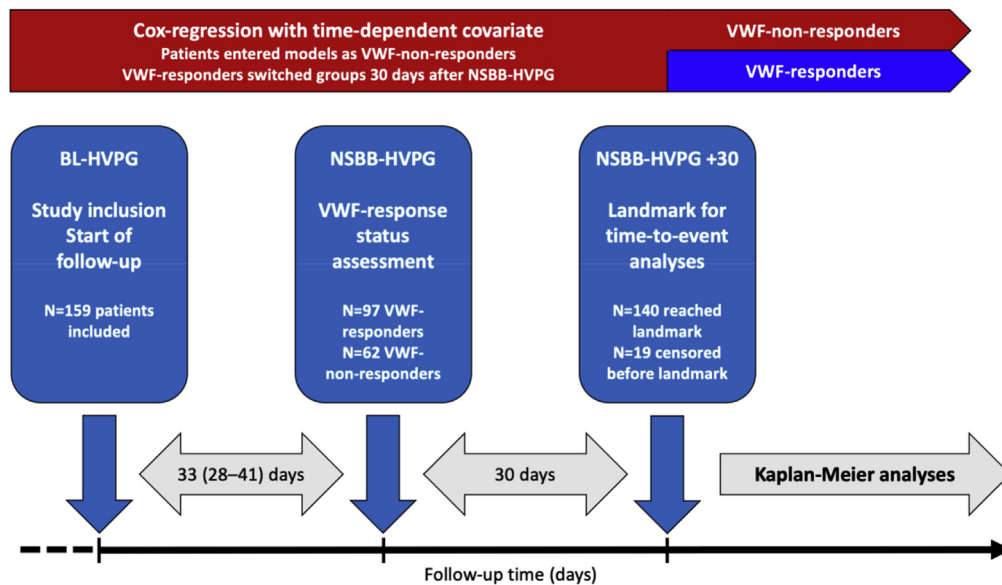 Cox-regression with time-dependent covariate
Patients entered models as VWF-non-responders
VWF-responders switched groups 30 days after NSBB-HVPG
VWF-non-responders
VWF-responders
BL-HVPG
Study inclusion
Start of
follow-up
N=159 patients
included
NSBB-HVPG
VWF-response
status
assessment
N=97 VWF-
responders
N=62 VWF-
non-responders
NSBB-HVPG +30
Landmark for
time-to-event
analyses
N=140 reached
landmark
N=19 censored
before landmark
33 (28–41) days
30 days
Kaplan-Meier analyses
Follow-up time (days)